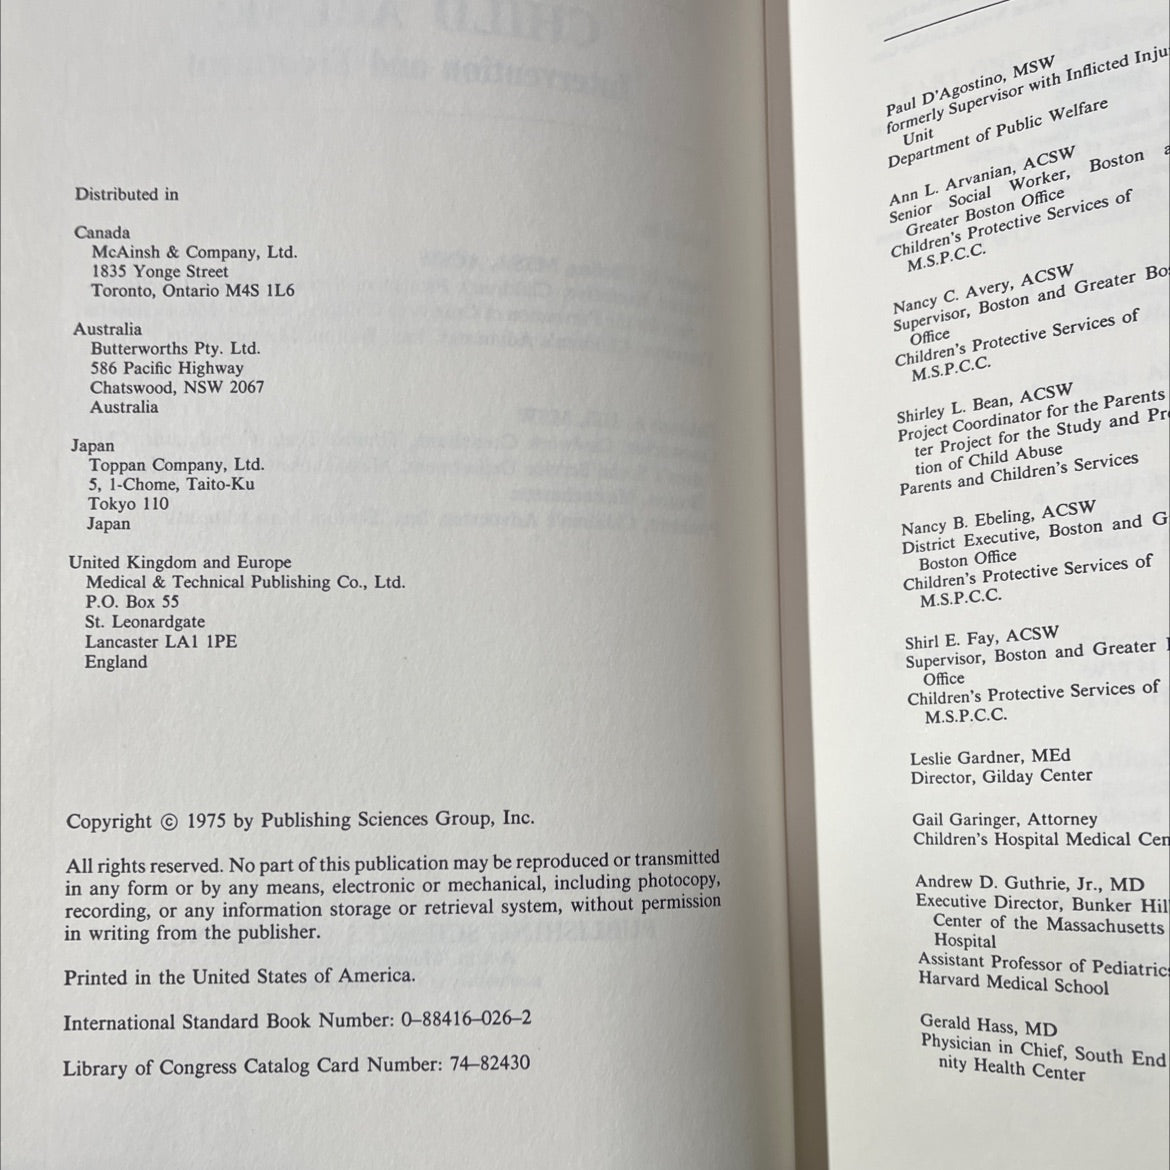 Distributed in
Canada
McAinsh & Company, Ltd.
1835 Yonge Street
Toronto, Ontario M4S 1L6
Australia
Butterworths Pty. Ltd.
586 Pacific Highway
Chatswood, NSW 2067
Australia
Japan
Toppan Company, Ltd.
5, 1-Chome, Taito-Ku
Tokyo 110
Japan
United Kingdom and Europe
Medical & Technical Publishing Co., Ltd.
P.O. Box 55
St. Leonardgate
Lancaster LA1 1PE
England
Copyright © 1975 by Publishing Sciences Group, Inc.
All rights reserved. No part of this publication may be reproduced or transmitted
in any form or by any means, electronic or mechanical, including photocopy,
recording, or any information storage or retrieval system, without permission
in writing from the publisher.
Printed in the United States of America.
International Standard Book Number: 0–88416–026–2
Library of Congress Catalog Card Number: 74–82430
Paul D'Agostino, MSW
formerly Supervisor with Inflicted Inju
Unit
Department of Public Welfare
Ann L. Arvanian, ACSW
Senior Social Worker, Boston a
Greater Boston Office
Children's Protective Services of
M.S.P.C.C.
Nancy C. Avery, ACSW
Supervisor, Boston and Greater Bo
Office
Children's Protective Services of
M.S.P.C.C.
Shirley L. Bean, ACSW
Project Coordinator for the Parents
ter Project for the Study and Pr
tion of Child Abuse
Parents and Children's Services
Nancy B. Ebeling, ACSW
District Executive, Boston and G
Boston Office
Children's Protective Services of
M.S.P.C.C.
Shirl E. Fay, ACSW
Supervisor, Boston and Greater
Office
Children's Protective Services of
M.S.P.C.C.
Leslie Gardner, MEd
Director, Gilday Center
Gail Garinger, Attorney
Children's Hospital Medical Cen
Andrew D. Guthrie, Jr., MD
Executive Director, Bunker Hil
Center of the Massachusetts
Hospital
Assistant Professor of Pediatrics
Harvard Medical School
Gerald Hass, MD
Physician in Chief, South End
nity Health Center